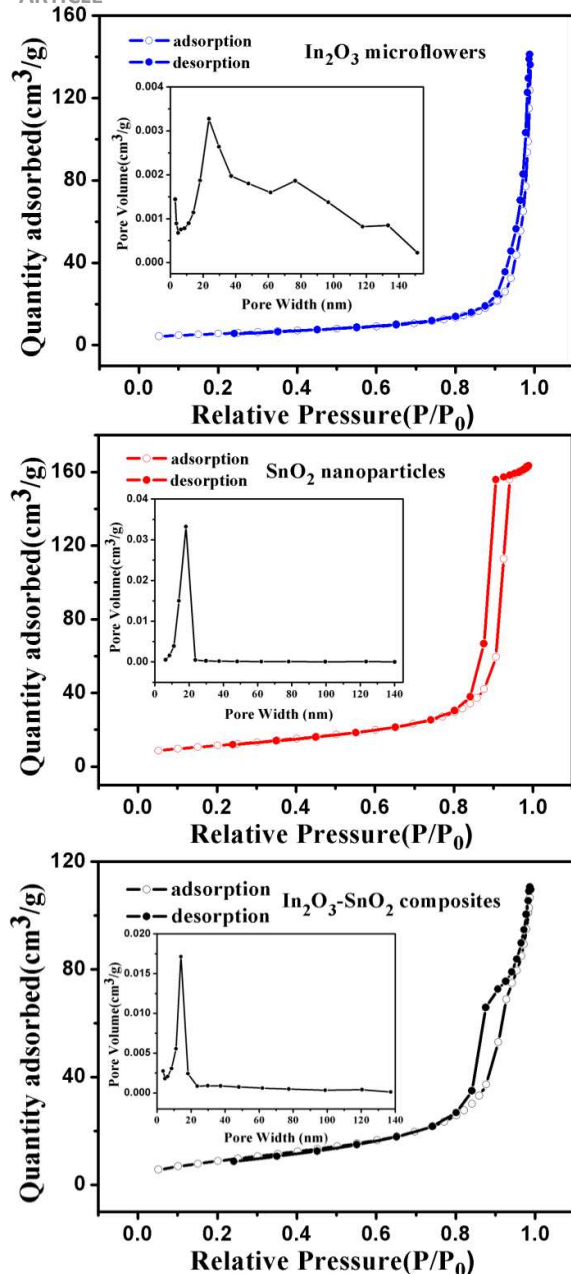 ARTICLE
160
120
80
40
0
Quantity adsorbed(cm³/g)
adsorption
desorption
In₂O₃ microflowers
0.004
0.003
0.002
0.001
0.000
Pore Volume(cm³/g)
0 20 40 60 80 100 120 140
Pore Width (nm)
0.0 0.2 0.4 0.6 0.8 1.0
Relative Pressure(P/P₀)
160
120
80
40
0
Quantity adsorbed(cm³/g)
adsorption
desorption
SnO₂ nanoparticles
0.04
0.03
0.02
0.01
0.00
Pore Volume(cm³/g)
0 20 40 60 80 100 120 140
Pore Width (nm)
0.0 0.2 0.4 0.6 0.8 1.0
Relative Pressure(P/P₀)
120
80
40
0
Quantity adsorbed(cm³/g)
adsorption
desorption
In₂O₃-SnO₂ composites
0.020
0.015
0.010
0.005
0.000
Pore Volume(cm³/g)
0 20 40 60 80 100 120 140
Pore Width (nm)
0.0 0.2 0.4 0.6 0.8 1.0
Relative Pressure(P/P₀)